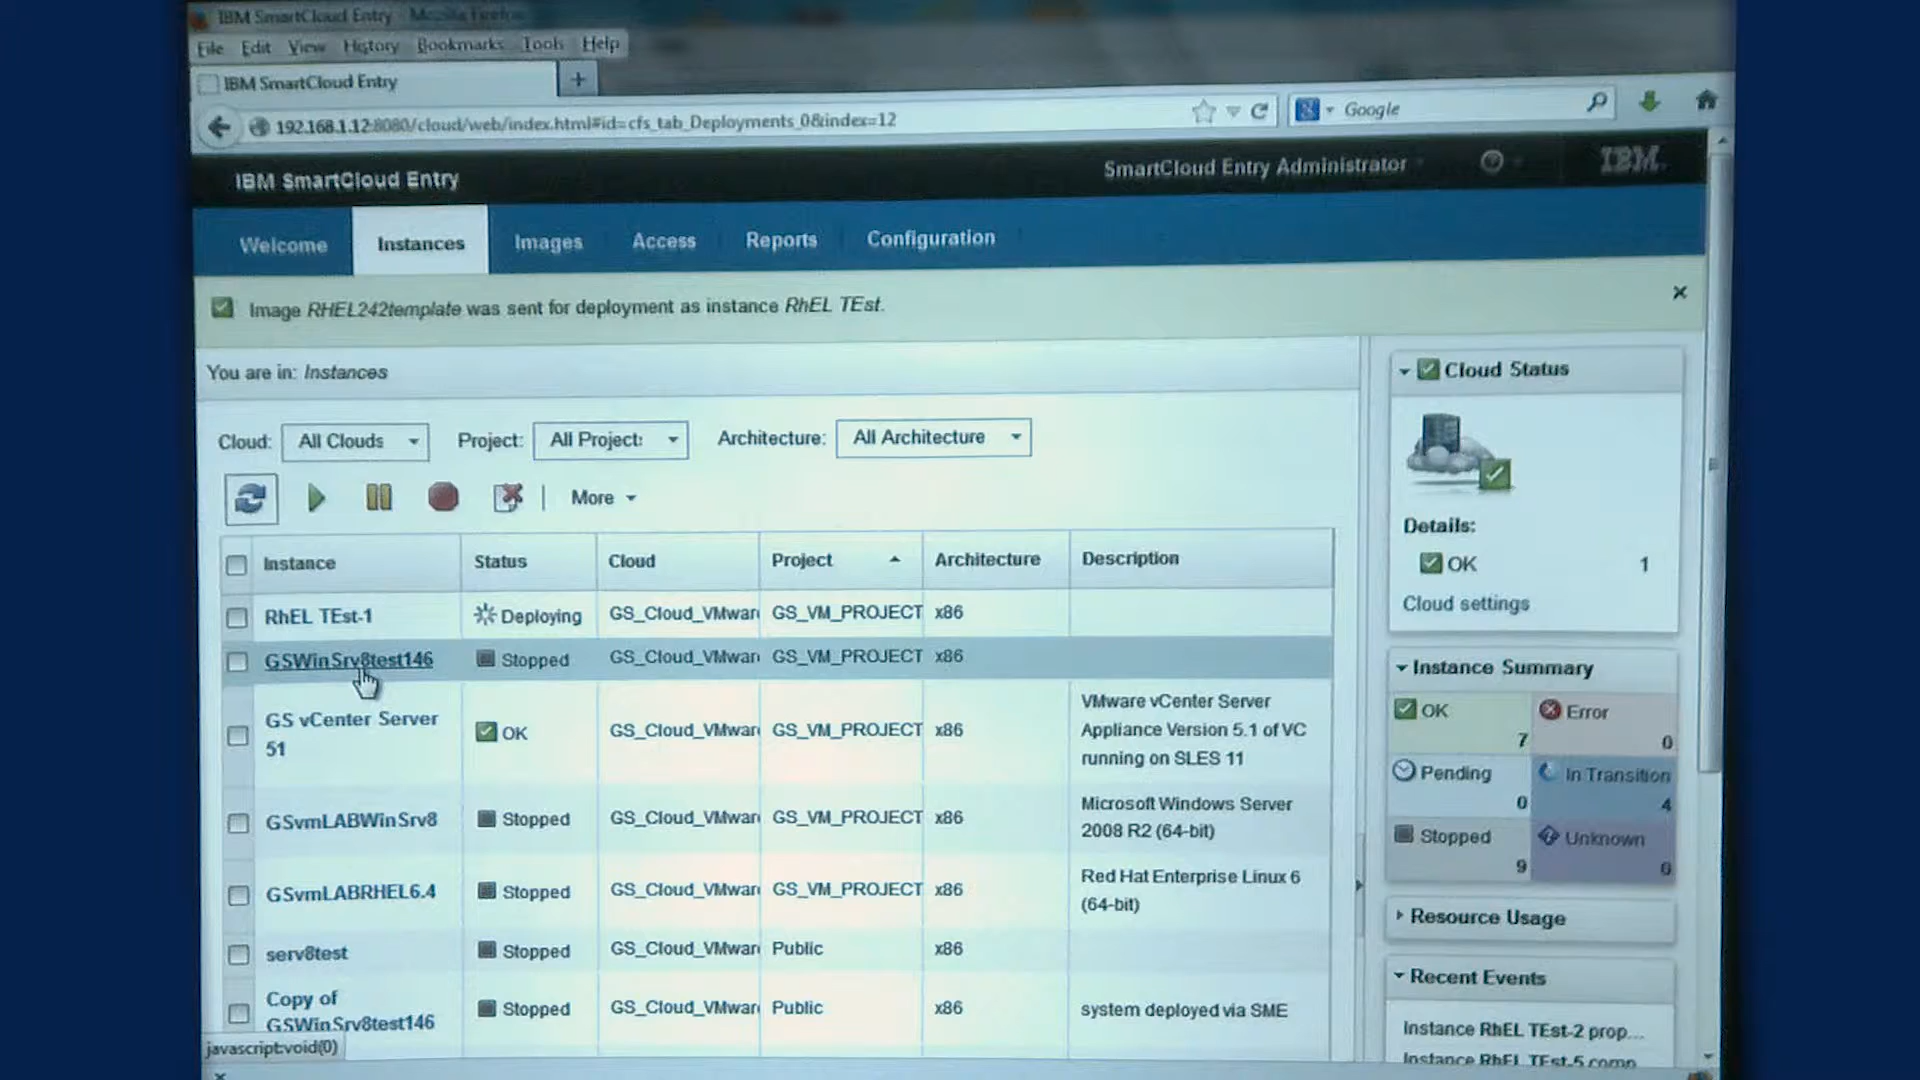 IBM SmartCloud Entry - Mozilla Firefox
File Edit View History Bookmarks Tools Help
IBM SmartCloud Entry +
192.168.1.12:8080/cloud/web/index.html#id=cfs_tab_Deployments_0&index=12 Google
IBM SmartCloud Entry SmartCloud Entry Administrator ? IBM
Welcome Instances Images Access Reports Configuration
Image RHEL242template was sent for deployment as instance RhEL TEst.
You are in: Instances
Cloud: All Clouds Project: All Project: Architecture: All Architecture
More
Instance Status Cloud Project Architecture Description
RhEL TEst-1 Deploying GS_Cloud_VMwar GS_VM_PROJECT x86
GSWinSrv8test146 Stopped GS_Cloud_VMwar GS_VM_PROJECT x86
GS vCenter Server
51
OK GS_Cloud_VMwar GS_VM_PROJECT x86
VMware vCenter Server
Appliance Version 5.1 of VC
running on SLES 11
GSvmLABWinSrv8 Stopped GS_Cloud_VMwar GS_VM_PROJECT x86
Microsoft Windows Server
2008 R2 (64-bit)
GSvmLABRHEL6.4 Stopped GS_Cloud_VMwar GS_VM_PROJECT x86
Red Hat Enterprise Linux 6
(64-bit)
serv8test Stopped GS_Cloud_VMwar Public x86
Copy of
GSWinSrv8test146
Stopped GS_Cloud_VMwar Public x86 system deployed via SME
javascript:void(0)
Cloud Status
Details:
OK 1
Cloud settings
Instance Summary
OK 7
Error 0
Pending 0
In Transition 4
Stopped 9
Unknown 0
Resource Usage
Recent Events
Instance RhEL TEst-2 prop...
Instance RhEL TEst-5 comp